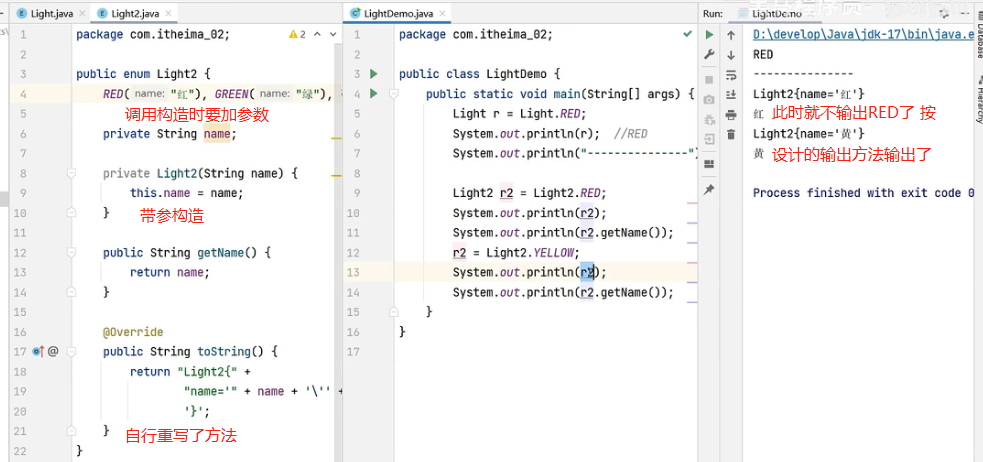 Light.java
Light2.java
LightDemo.java
Run:
LightDemo
1 package com.itheima_02;
2
3 public enum Light2 {
4 RED( name: "红"), GREEN( name: "绿"),
调用构造时要加参数
5
6 private String name;
7
8 private Light2(String name) {
9 this.name = name;
10 }
带参构造
11
12 public String getName() {
13 return name;
14 }
15
16 @Override
17 public String toString() {
18 return "Light2{" +
19 "name='" + name + '\'' +
20 '}';
21 }
自行重写了方法
22 }
2
1 package com.itheima_02;
2
3 public class LightDemo {
4 public static void main(String[] args) {
5 Light r = Light.RED;
6 System.out.println(r); //RED
7 System.out.println("---------------"
8
9 Light2 r2 = Light2.RED;
10 System.out.println(r2);
11 System.out.println(r2.getName());
12 r2 = Light2.YELLOW;
13 System.out.println(r2);
14 System.out.println(r2.getName());
15 }
16 }
17
D:\develop\Java\jdk-17\bin\java.e
RED
---------------
Light2{name='红'}
红 此时就不输出RED了 按
Light2{name='黄'}
黄 设计的输出方法输出了
Process finished with exit code 0
Database
Hierarchy